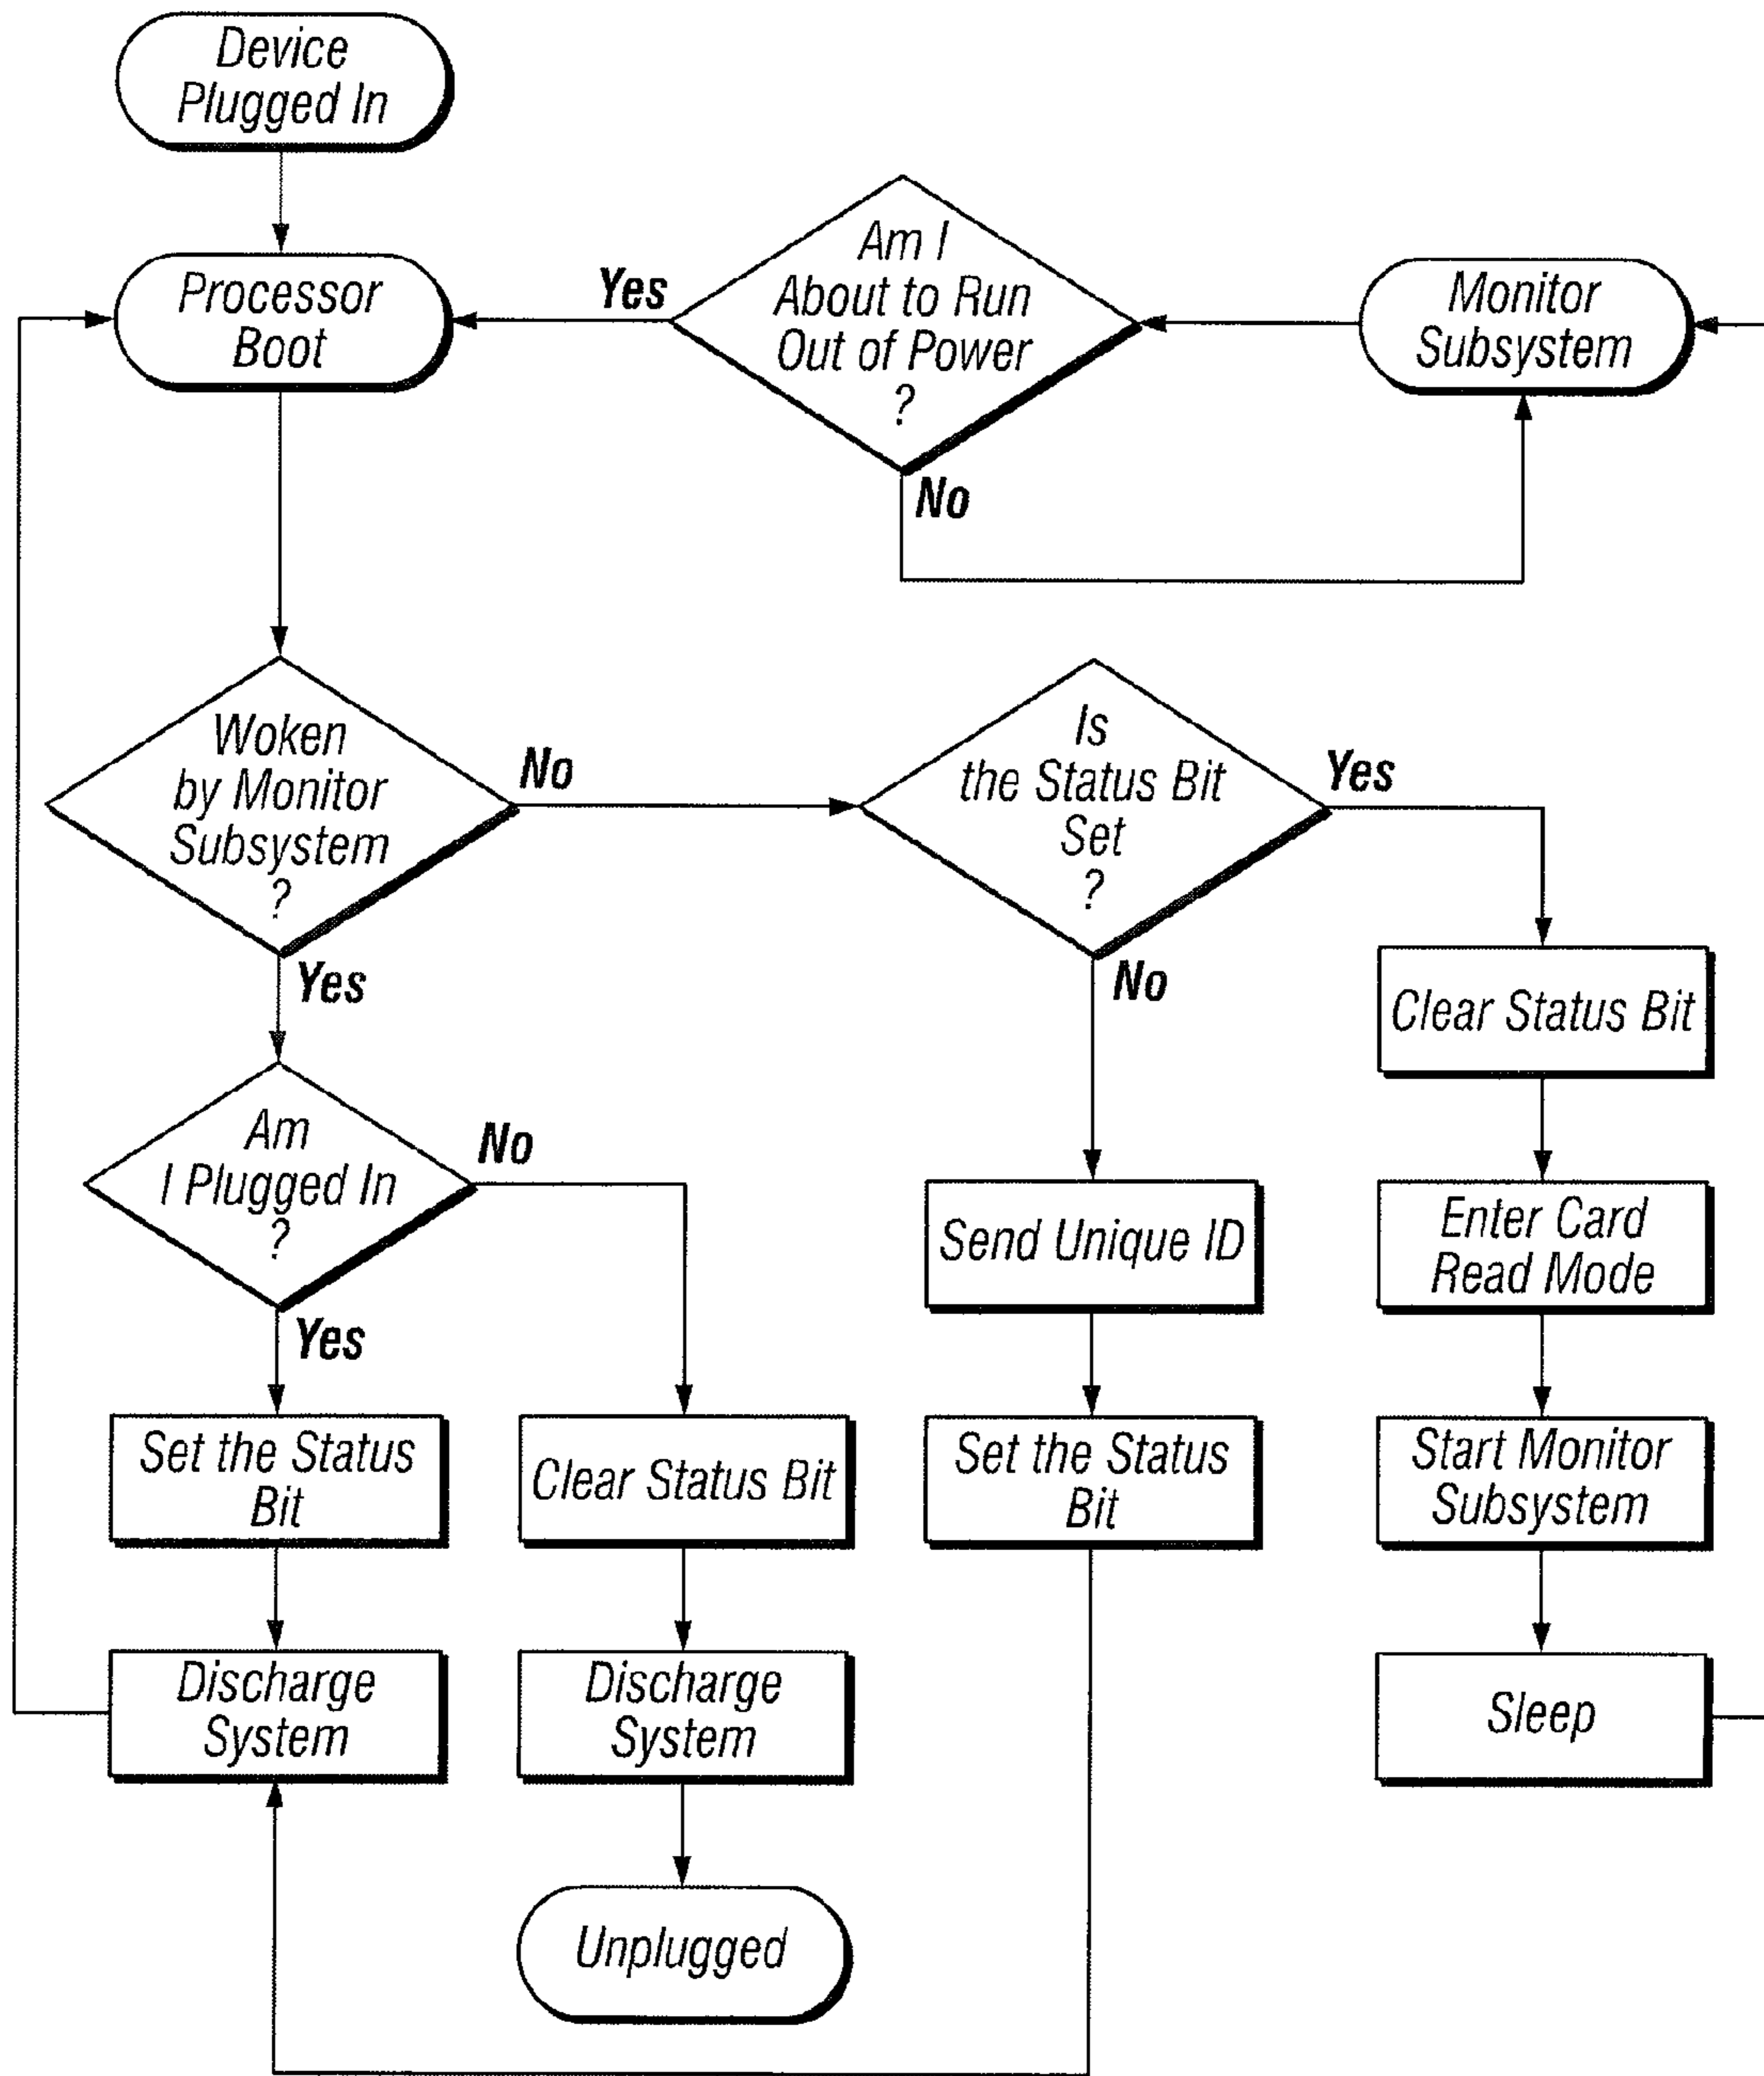 Device
Plugged In
Processor
Boot
Yes
Am I
About to Run
Out of Power
?
No
Monitor
Subsystem
Woken
by Monitor
Subsystem
?
No
Yes
Is
the Status Bit
Set
?
Yes
No
Clear Status Bit
Am
I Plugged In
?
No
Yes
Send Unique ID
Enter Card
Read Mode
Set the Status
Bit
Clear Status Bit
Set the Status
Bit
Start Monitor
Subsystem
Discharge
System
Discharge
System
Sleep
Unplugged